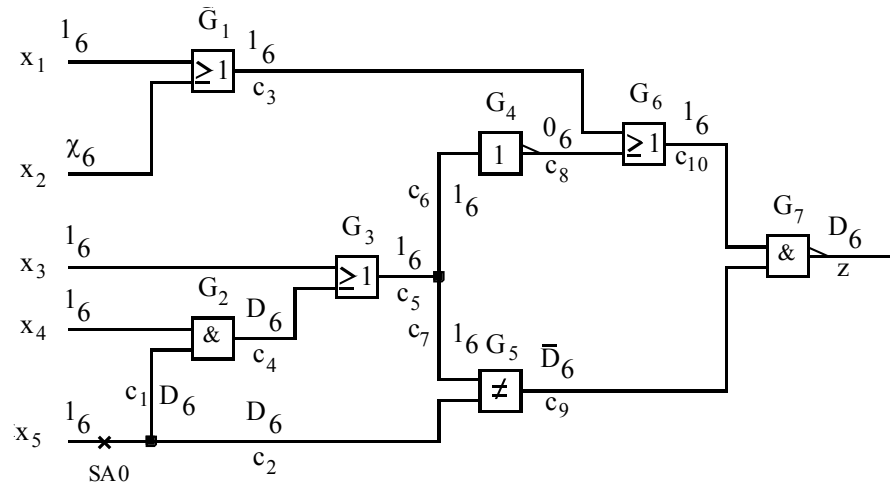 1₆ Ḡ₁ 1₆
x₁ ≥1 c₃
G₄ 0₆ G₆ 1₆
x₂ χ₆ 1 c₈ ≥1 c₁₀
c₆ 1₆
G₇ D₆
& z
x₃ 1₆ G₃ 1₆
≥1 c₅
x₄ 1₆ G₂ D₆
& c₄
c₇ 1₆ G₅ D̄₆
≠ c₉
c₁ D₆
x₅ 1₆ D₆
SA0 c₂